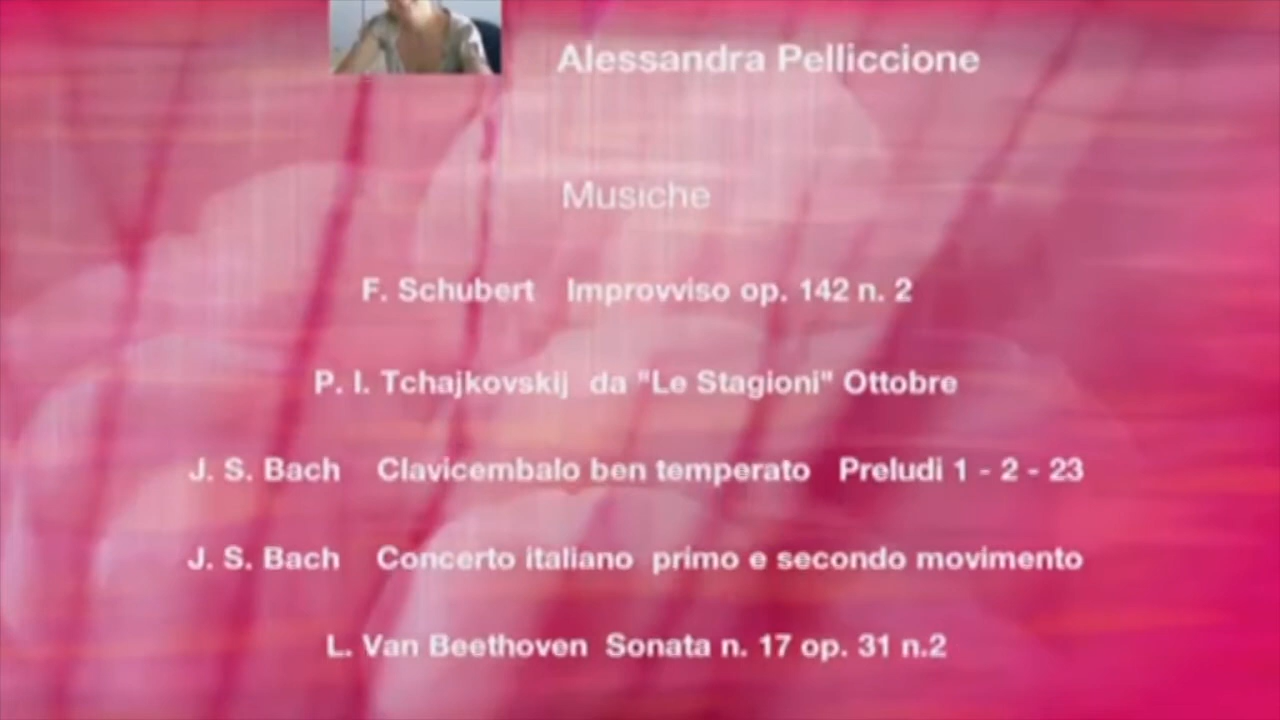 Alessandra Pelliccione
Musiche
F. Schubert Improvviso op. 142 n. 2
P. I. Tchajkovskij da "Le Stagioni" Ottobre
J. S. Bach Clavicembalo ben temperato Preludi 1 - 2 - 23
J. S. Bach Concerto italiano primo e secondo movimento
L. Van Beethoven Sonata n. 17 op. 31 n.2